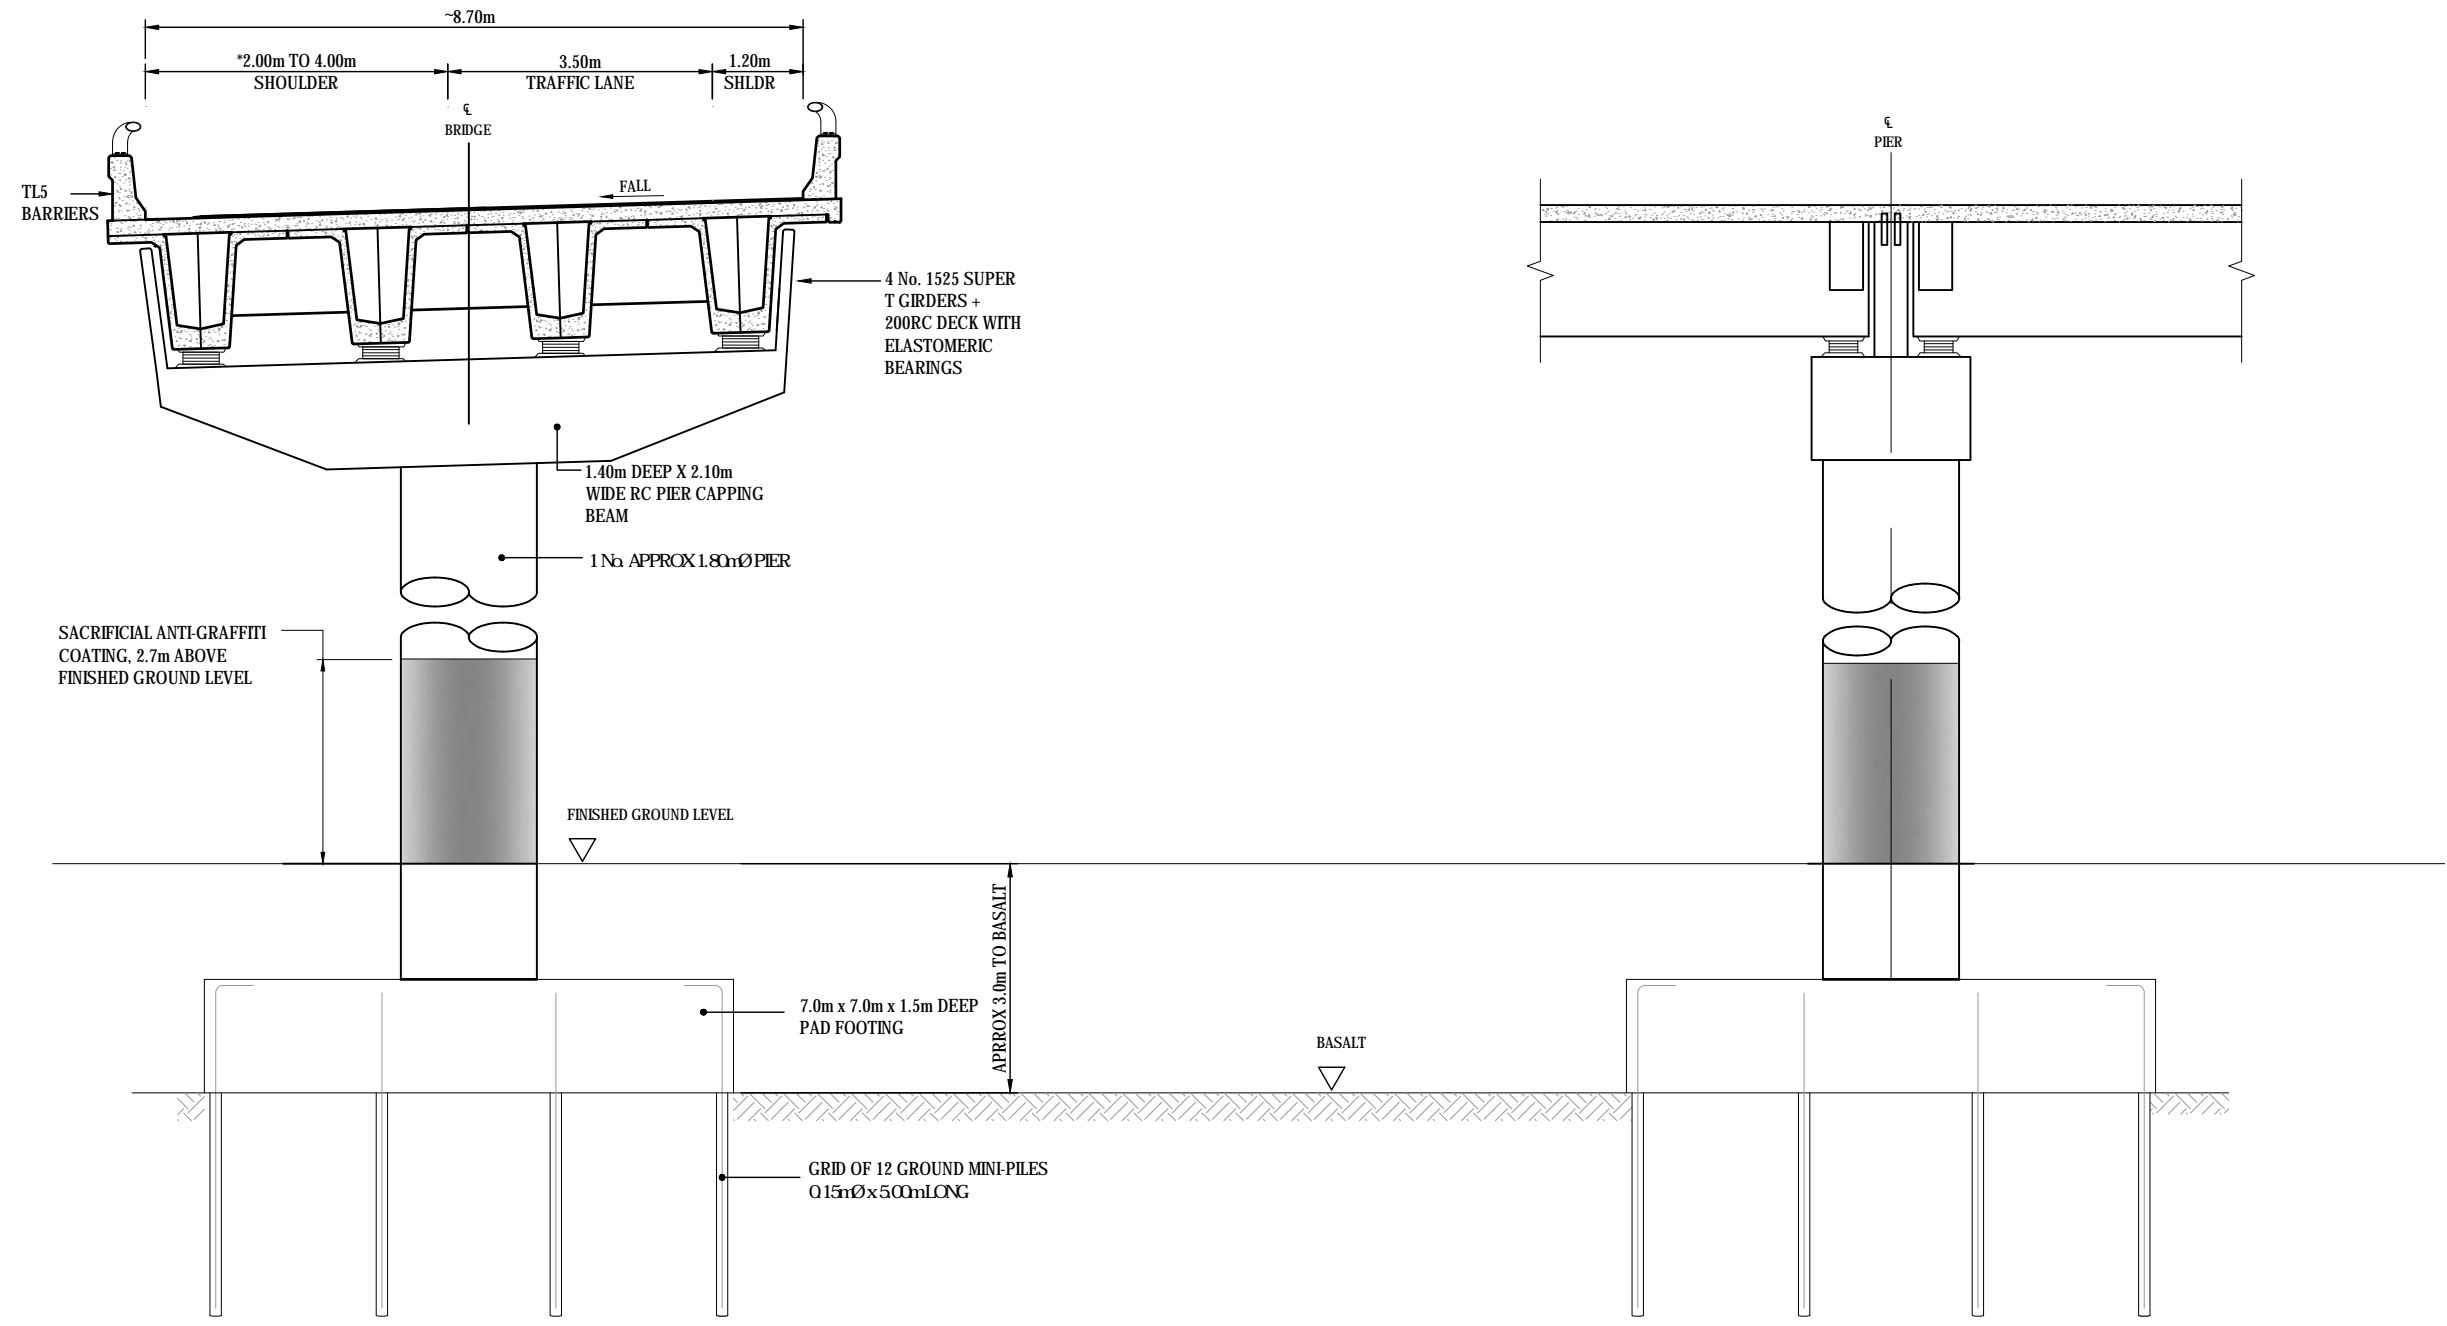 ~8.70m
*2.00m TO 4.00m
SHOULDER
3.50m
TRAFFIC LANE
1.20m
SHLDR
℄
BRIDGE
TL5
BARRIERS
FALL
4 No. 1525 SUPER
T GIRDERS +
200RC DECK WITH
ELASTOMERIC
BEARINGS
1.40m DEEP X 2.10m
WIDE RC PIER CAPPING
BEAM
1 No. APPROX 1.80mØ PIER
SACRIFICIAL ANTI-GRAFFITI
COATING, 2.7m ABOVE
FINISHED GROUND LEVEL
FINISHED GROUND LEVEL
APRROX 3.0m TO BASALT
7.0m x 7.0m x 1.5m DEEP
PAD FOOTING
GRID OF 12 GROUND MINI-PILES
0.15mØ x 5.00m LONG
℄
PIER
BASALT